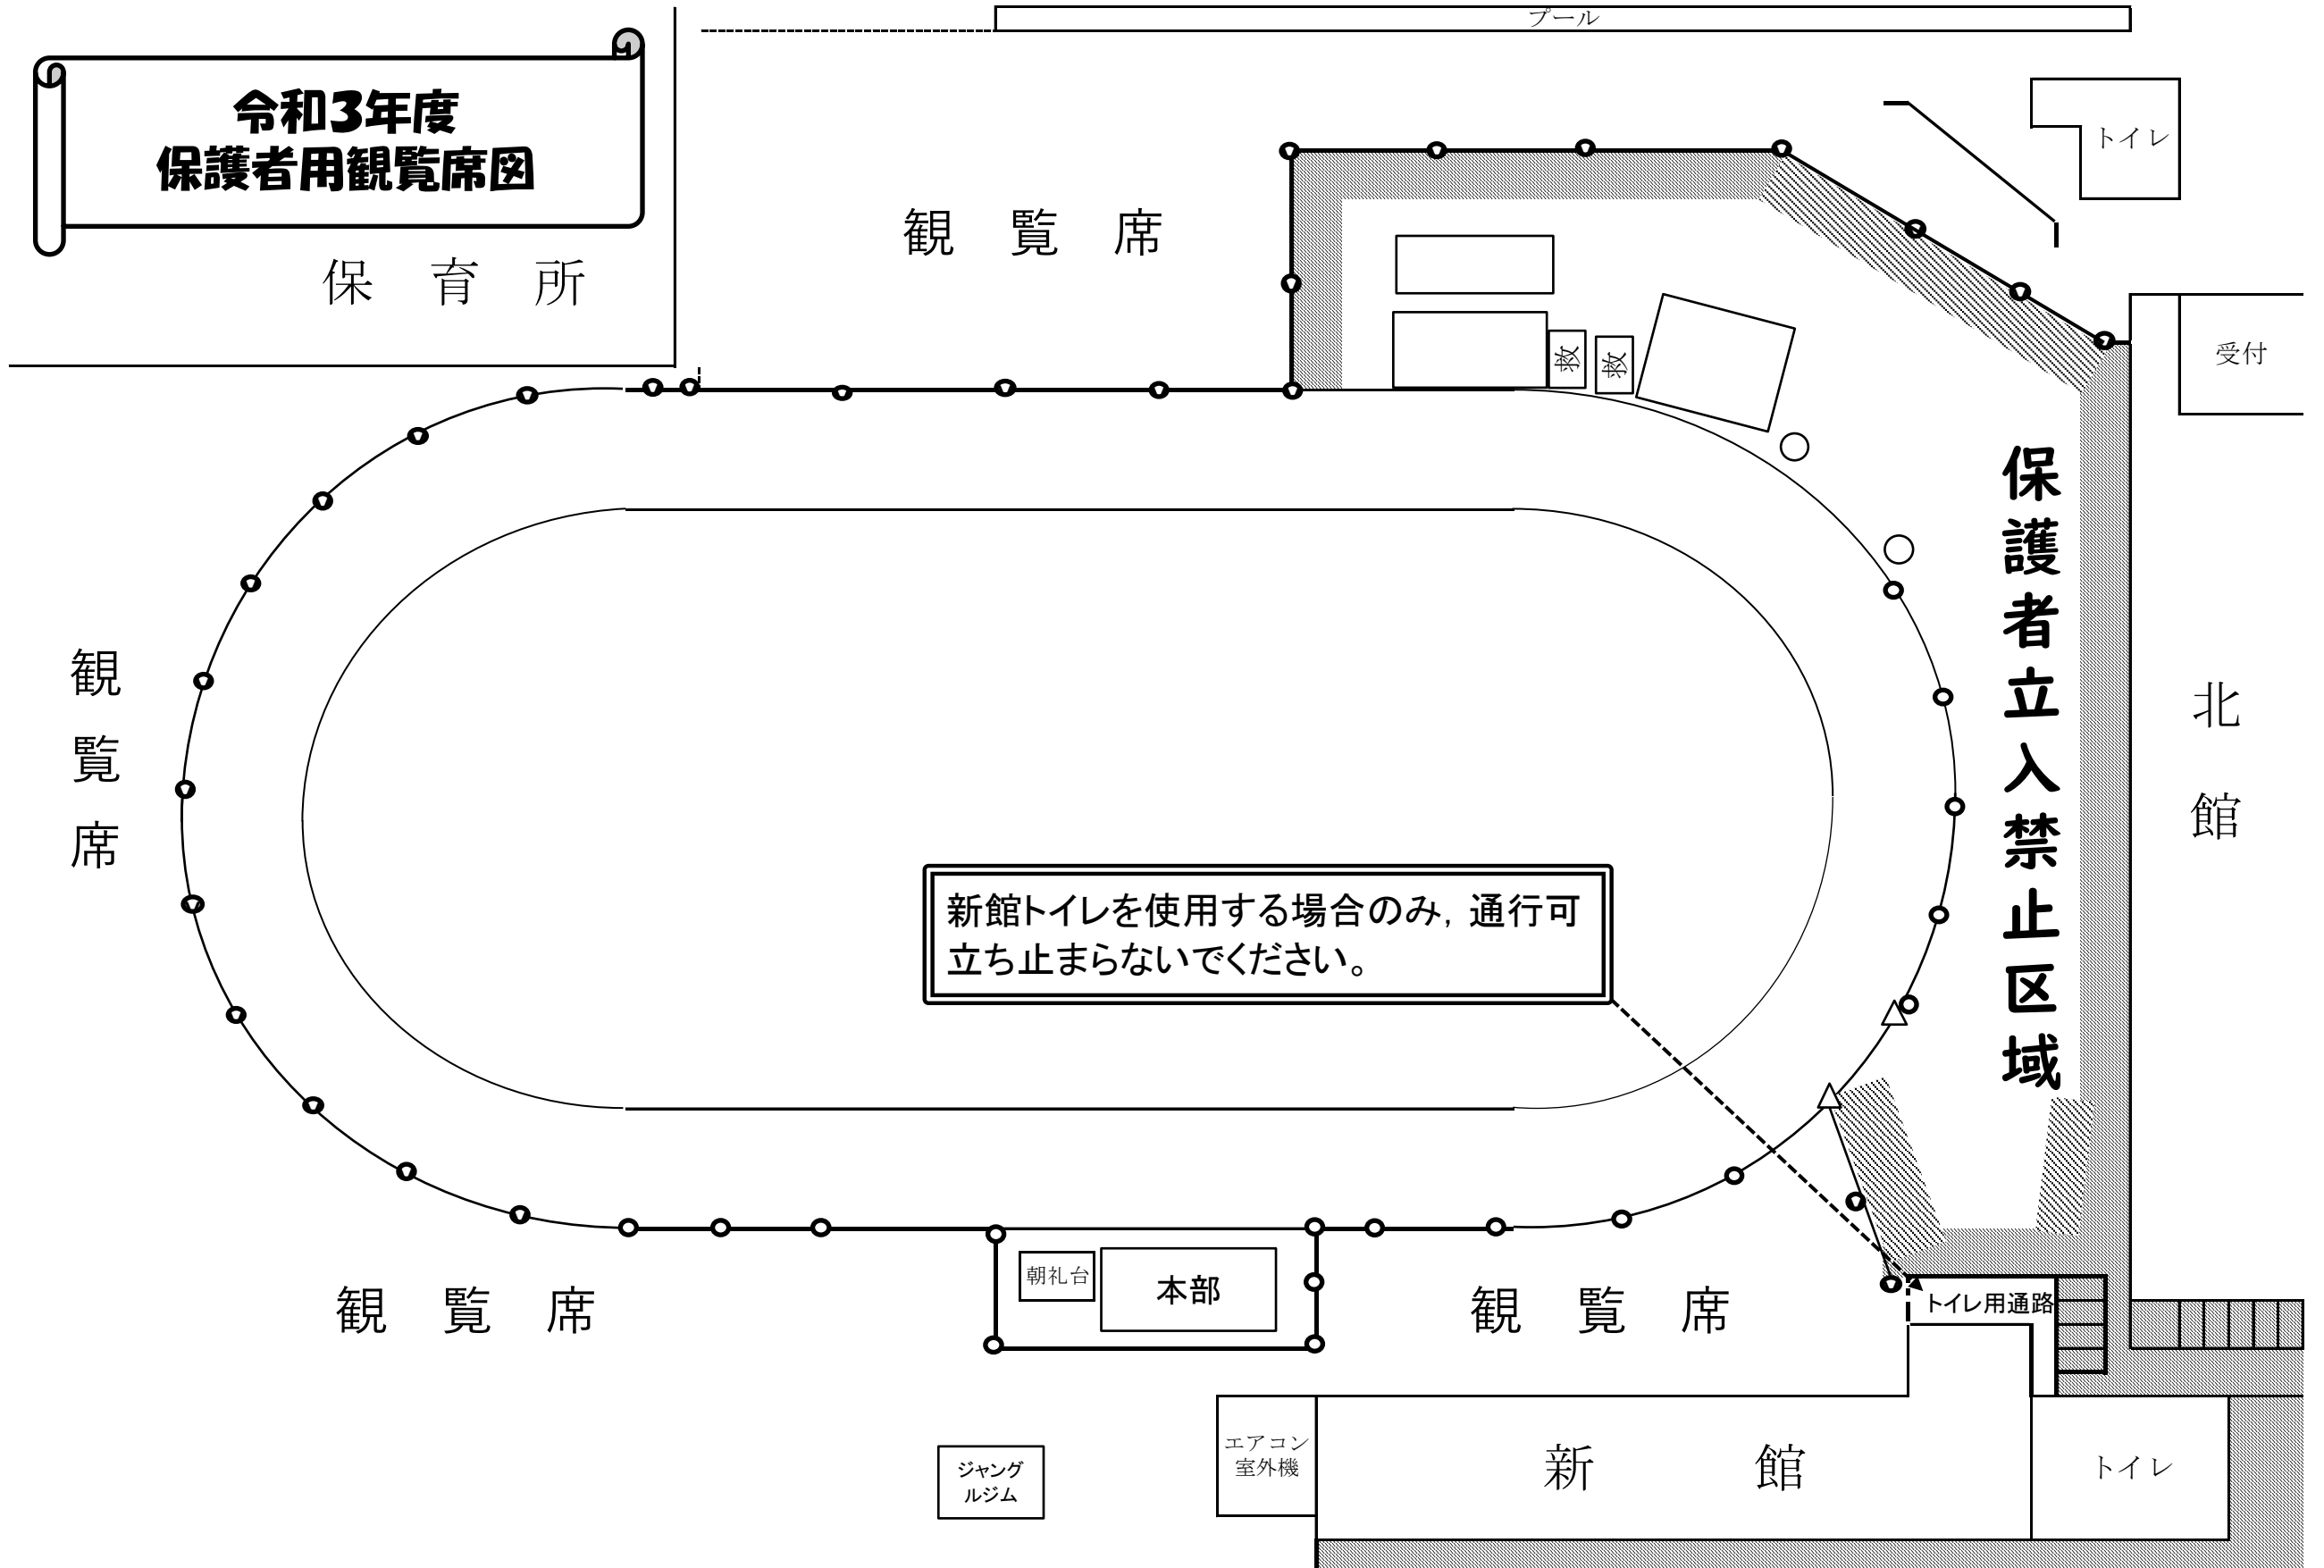 プール
令和3年度
保護者用観覧席図
トイレ
観覧席
保育所
受付
救
救
保護者立入禁止区域
観覧席
北館
新館トイレを使用する場合のみ，通行可
立ち止まらないでください。
朝礼台
本部
観覧席
観覧席
トイレ用通路
エアコン
室外機
新館
トイレ
ジャング
ルジム